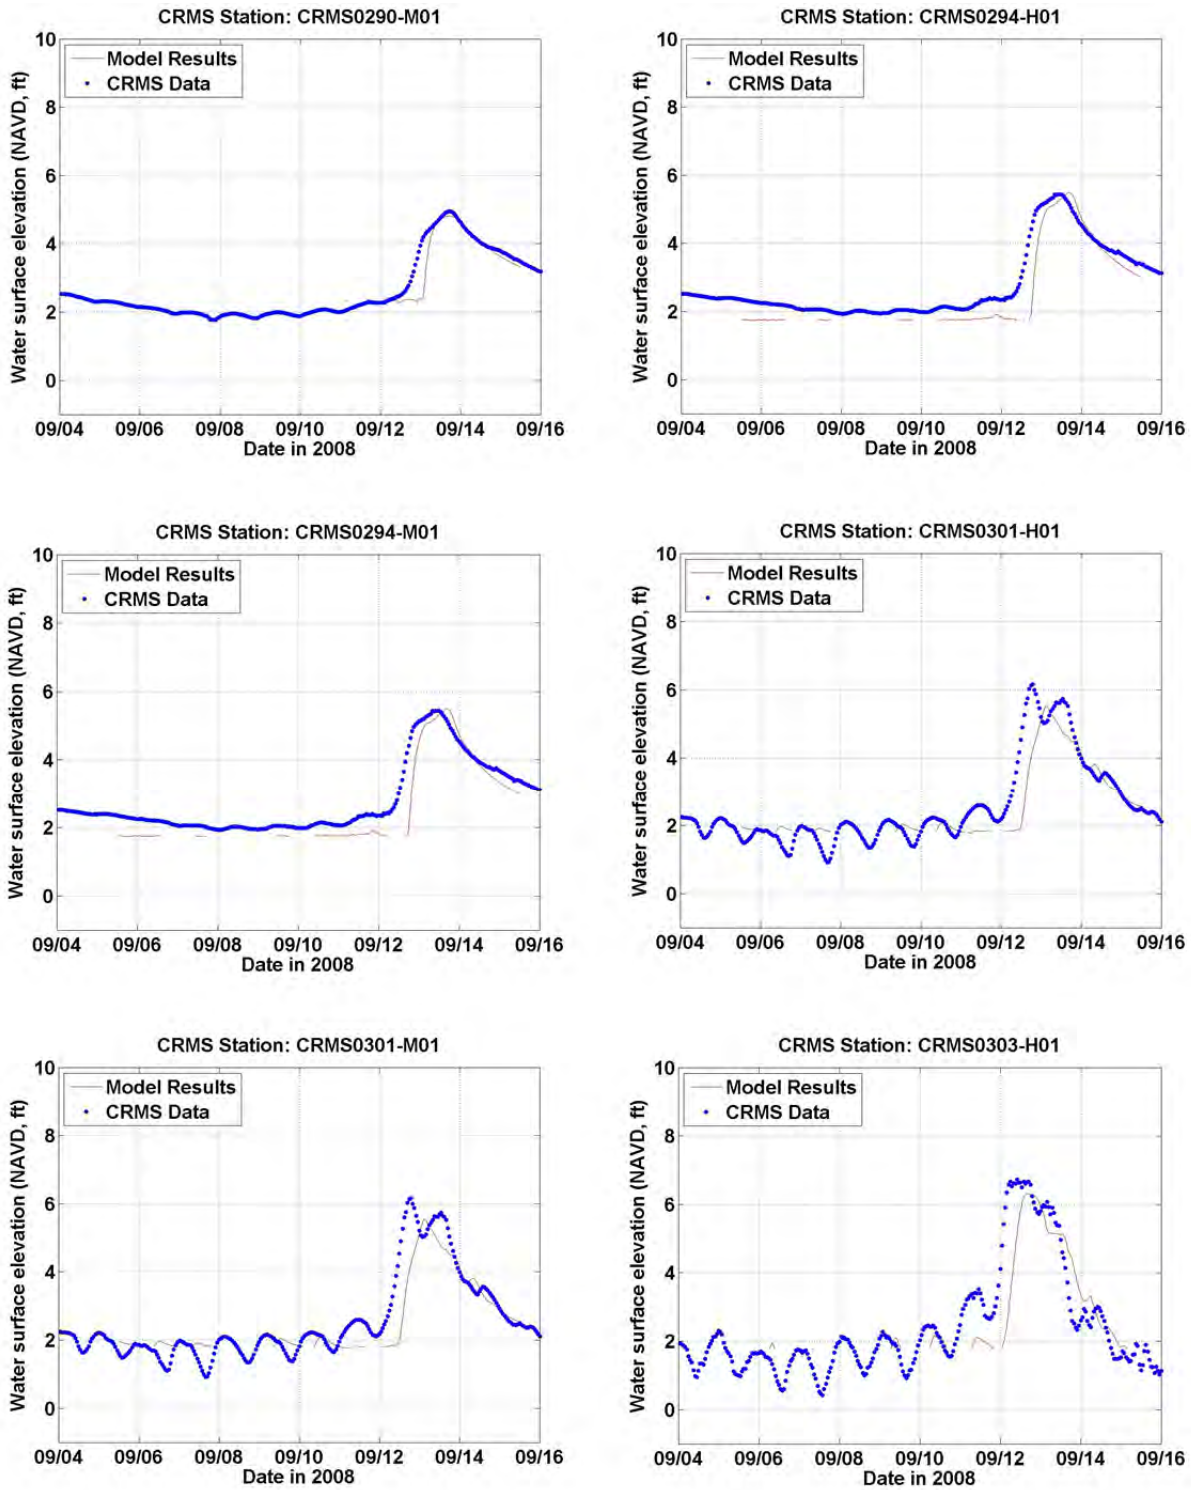 CRMS Station: CRMS0290-M01
10
8
6
4
2
0
Water surface elevation (NAVD, ft)
Model Results
CRMS Data
09/04 09/06 09/08 09/10 09/12 09/14 09/16
Date in 2008
CRMS Station: CRMS0294-H01
10
8
6
4
2
0
Water surface elevation (NAVD, ft)
Model Results
CRMS Data
09/04 09/06 09/08 09/10 09/12 09/14 09/16
Date in 2008
CRMS Station: CRMS0294-M01
10
8
6
4
2
0
Water surface elevation (NAVD, ft)
Model Results
CRMS Data
09/04 09/06 09/08 09/10 09/12 09/14 09/16
Date in 2008
CRMS Station: CRMS0301-H01
10
8
6
4
2
0
Water surface elevation (NAVD, ft)
Model Results
CRMS Data
09/04 09/06 09/08 09/10 09/12 09/14 09/16
Date in 2008
CRMS Station: CRMS0301-M01
10
8
6
4
2
0
Water surface elevation (NAVD, ft)
Model Results
CRMS Data
09/04 09/06 09/08 09/10 09/12 09/14 09/16
Date in 2008
CRMS Station: CRMS0303-H01
10
8
6
4
2
0
Water surface elevation (NAVD, ft)
Model Results
CRMS Data
09/04 09/06 09/08 09/10 09/12 09/14 09/16
Date in 2008